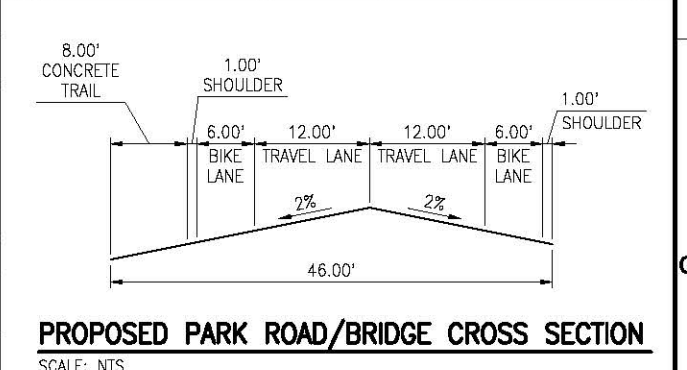 8.00'
CONCRETE
TRAIL
1.00'
SHOULDER
1.00'
SHOULDER
6.00'
BIKE
LANE
12.00'
TRAVEL LANE
12.00'
TRAVEL LANE
6.00'
BIKE
LANE
2%
2%
46.00'
PROPOSED PARK ROAD/BRIDGE CROSS SECTION
SCALE: NTS